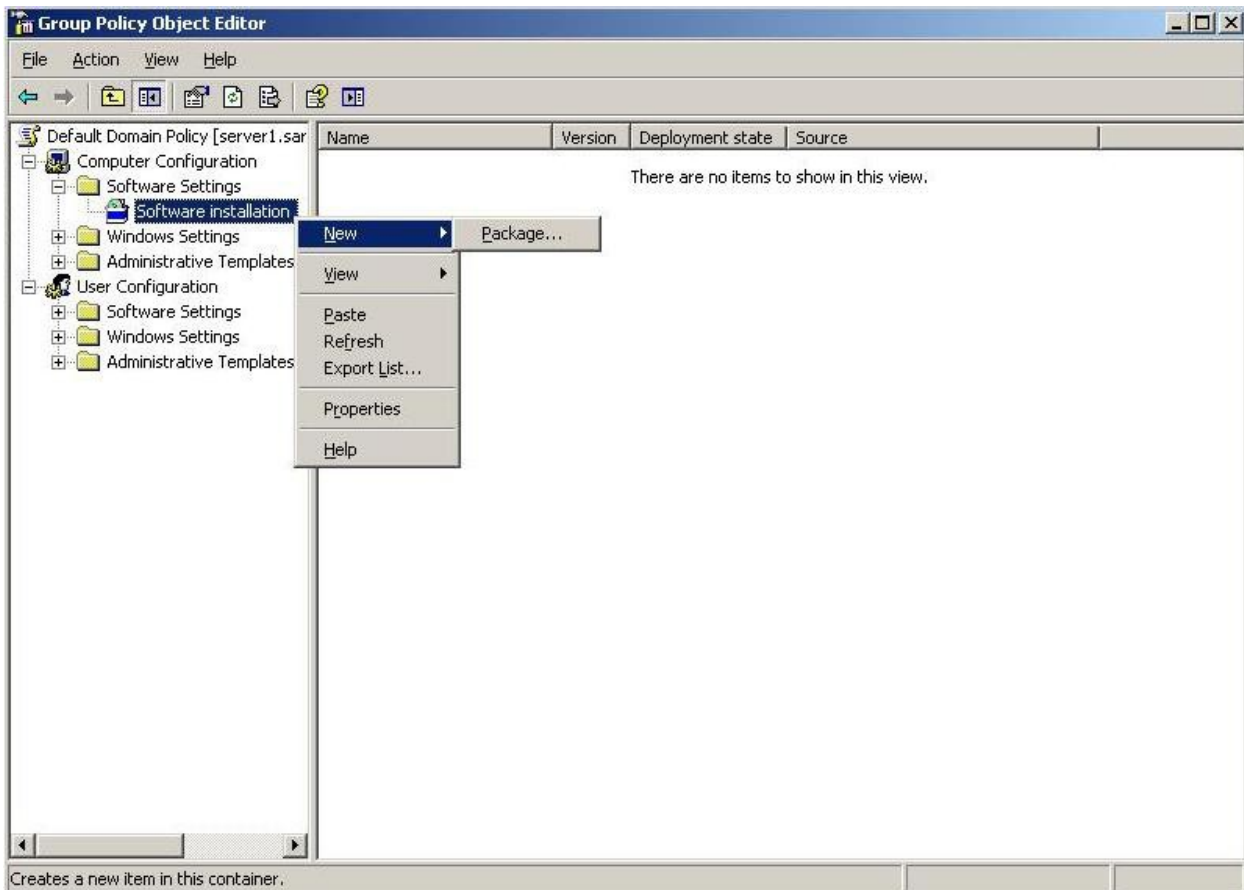 Group Policy Object Editor
File Action View Help
Default Domain Policy [server1.sar
Computer Configuration
Software Settings
Software installation
Windows Settings
Administrative Templates
User Configuration
Software Settings
Windows Settings
Administrative Templates
Name Version Deployment state Source
There are no items to show in this view.
New
View
Paste
Refresh
Export List...
Properties
Help
Package...
Creates a new item in this container.